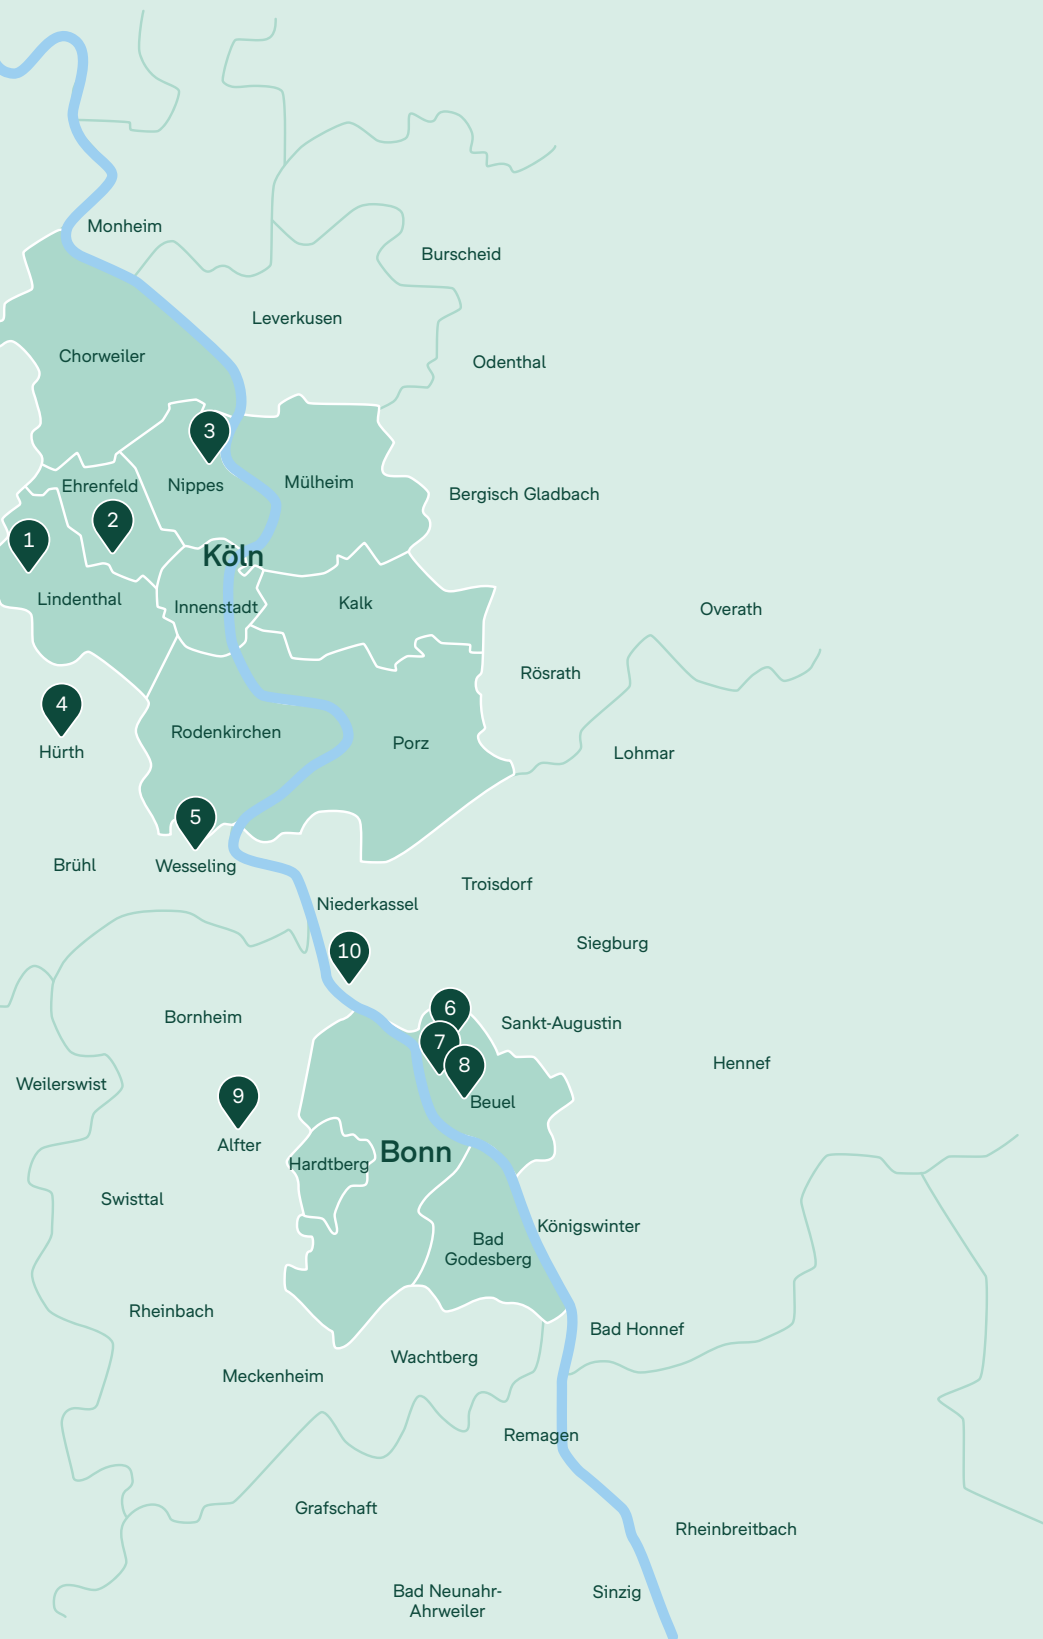 Monheim
Burscheid
Leverkusen
Chorweiler
Odenthal
3
Ehrenfeld
Nippes
Mülheim
Bergisch Gladbach
2
1
Köln
Lindenthal
Innenstadt
Kalk
Overath
Rösrath
4
Hürth
Rodenkirchen
Porz
Lohmar
5
Brühl
Wesseling
Troisdorf
Niederkassel
Siegburg
10
6
Bornheim
Sankt-Augustin
7
8
Hennef
Weilerswist
9
Beuel
Alfter
Bonn
Hardtberg
Swisttal
Königswinter
Bad
Godesberg
Rheinbach
Bad Honnef
Wachtberg
Meckenheim
Remagen
Grafschaft
Rheinbreitbach
Bad Neunahr-
Ahrweiler
Sinzig